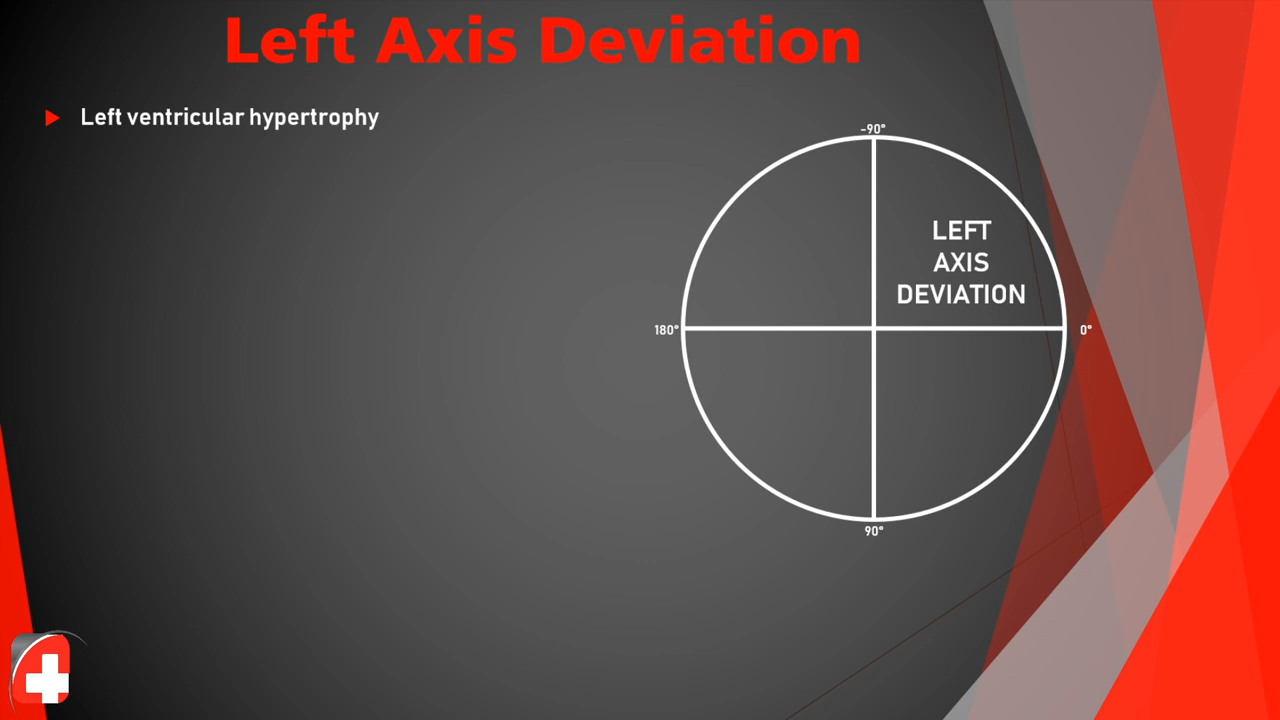 Left Axis Deviation
Left ventricular hypertrophy
-90°
LEFT
AXIS
DEVIATION
180°
0°
90°